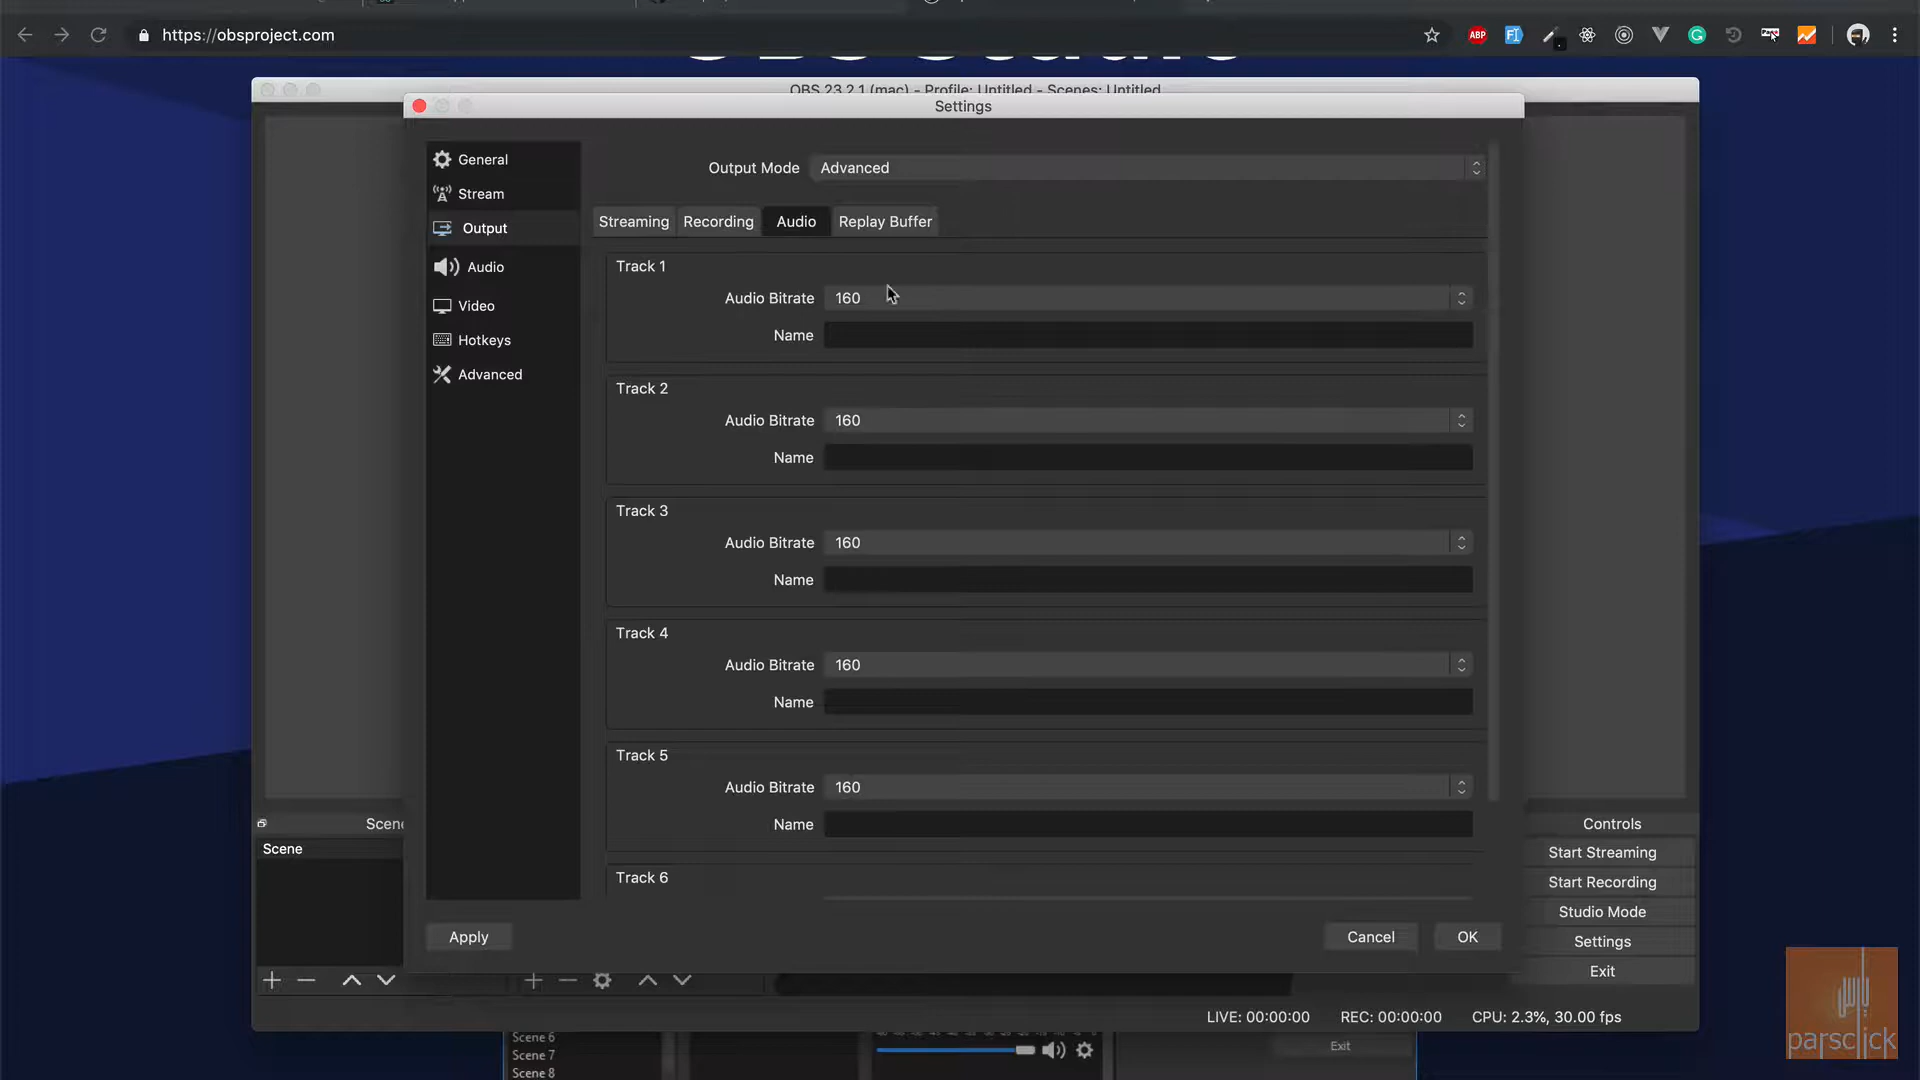 https://obsproject.com
ABP
OBS 23.2.1 (mac) - Profile: Untitled - Scenes: Untitled
Settings
General
Stream
Output
Audio
Video
Hotkeys
Advanced
Output Mode Advanced
Streaming Recording Audio Replay Buffer
Track 1
Audio Bitrate 160
Name
Track 2
Audio Bitrate 160
Name
Track 3
Audio Bitrate 160
Name
Track 4
Audio Bitrate 160
Name
Track 5
Audio Bitrate 160
Name
Track 6
Apply
Cancel
OK
Scene
Controls
Start Streaming
Start Recording
Studio Mode
Settings
Exit
LIVE: 00:00:00 REC: 00:00:00 CPU: 2.3%, 30.00 fps
Scene 6
Scene 7
Scene 8
Exit
parsclick